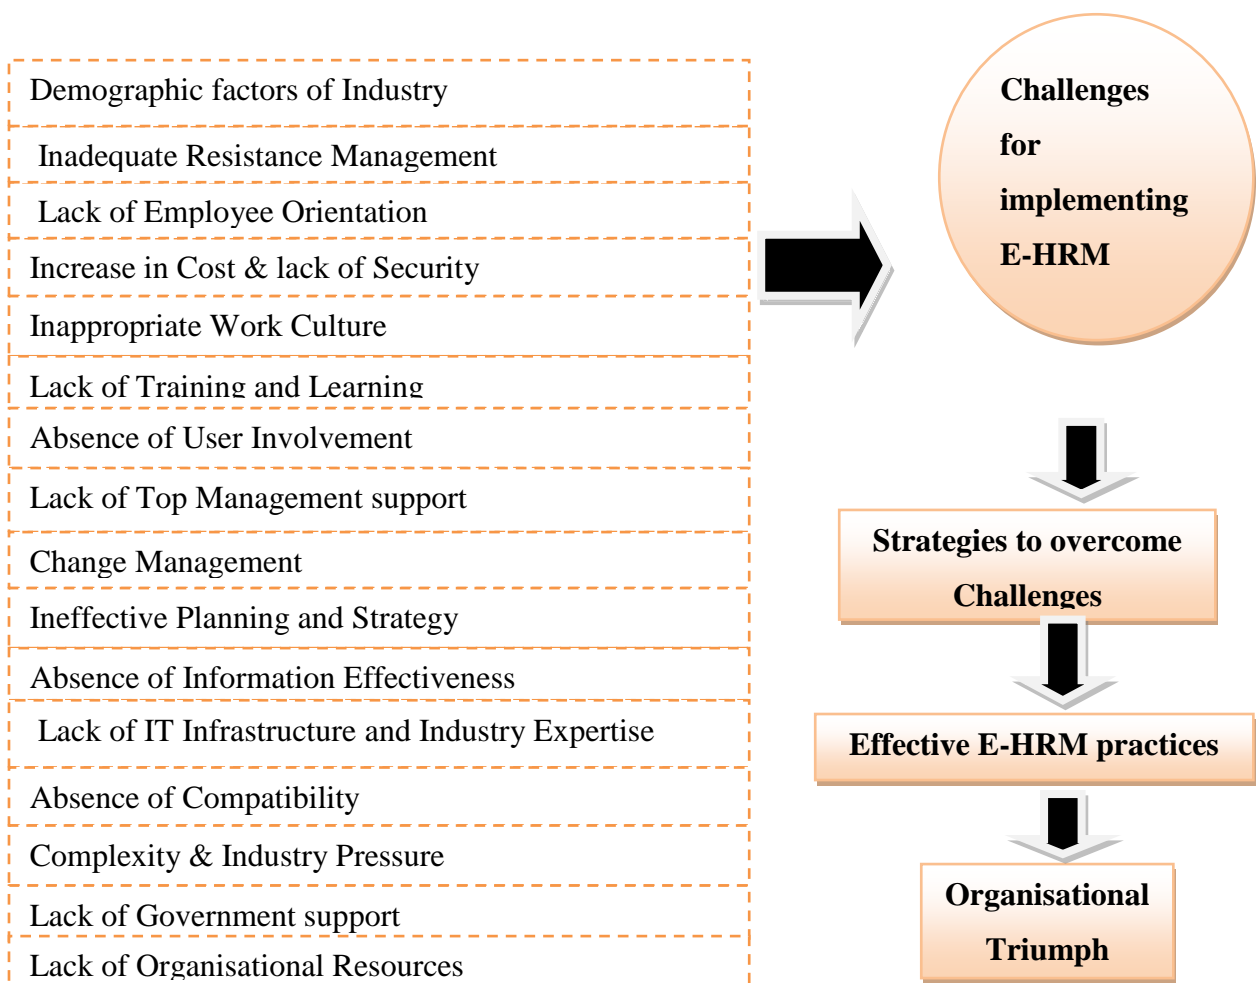 Demographic factors of Industry
Inadequate Resistance Management
Lack of Employee Orientation
Increase in Cost & lack of Security
Inappropriate Work Culture
Lack of Training and Learning
Absence of User Involvement
Lack of Top Management support
Change Management
Ineffective Planning and Strategy
Absence of Information Effectiveness
Lack of IT Infrastructure and Industry Expertise
Absence of Compatibility
Complexity & Industry Pressure
Lack of Government support
Lack of Organisational Resources
Challenges
for
implementing
E-HRM
Strategies to overcome
Challenges
Effective E-HRM practices
Organisational
Triumph